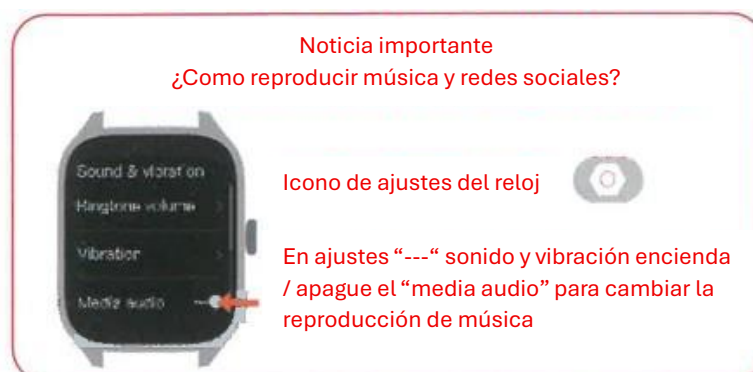 Noticia importante
¿Como reproducir música y redes sociales?
Sound & vibration
Ringtone volume
Vibration
Media audio
Icono de ajustes del reloj
En ajustes “---“ sonido y vibración encienda
/ apague el “media audio” para cambiar la
reproducción de música